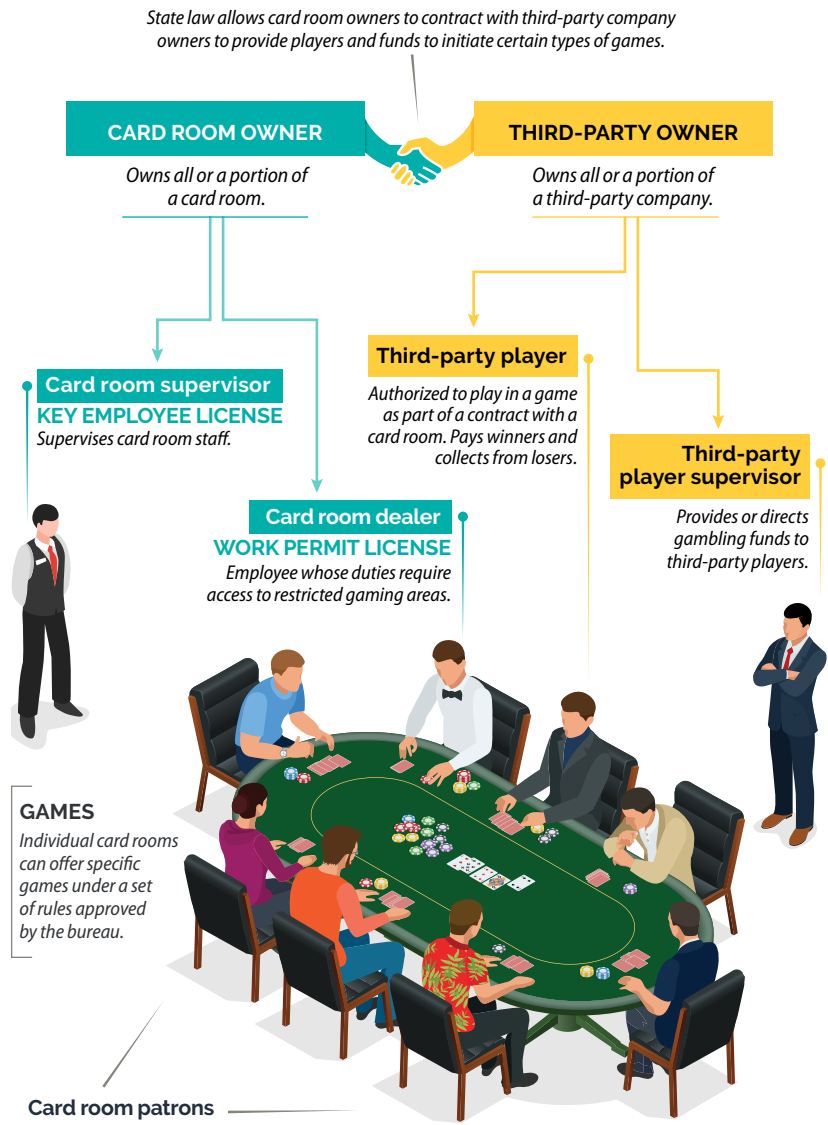 State law allows card room owners to contract with third-party company
owners to provide players and funds to initiate certain types of games.
CARD ROOM OWNER
Owns all or a portion of
a card room.
THIRD-PARTY OWNER
Owns all or a portion of
a third-party company.
Third-party player
Authorized to play in a game
as part of a contract with a
card room. Pays winners and
collects from losers.
Card room supervisor
KEY EMPLOYEE LICENSE
Supervises card room staff.
Third-party
player supervisor
Provides or directs
gambling funds to
third-party players.
Card room dealer
WORK PERMIT LICENSE
Employee whose duties require
access to restricted gaming areas.
GAMES
Individual card rooms
can offer specific
games under a set
of rules approved
by the bureau.
Card room patrons